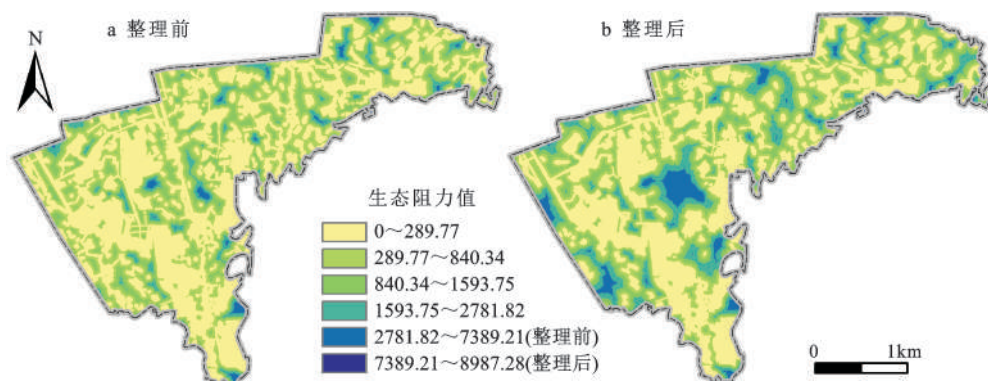 a 整理前
b 整理后
N
生态阻力值
0～289.77
289.77～840.34
840.34～1593.75
1593.75～2781.82
2781.82～7389.21(整理前)
7389.21～8987.28(整理后)
0 1km